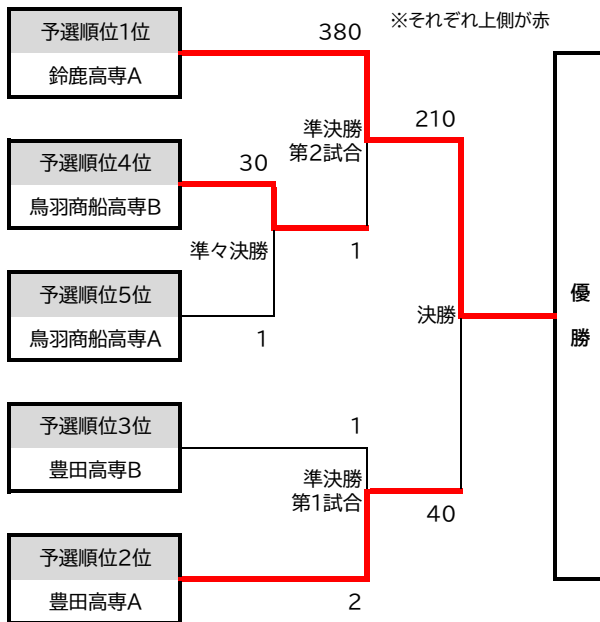 ※それぞれ上側が赤
予選順位1位
鈴鹿高専A
380
準決勝
第2試合
210
予選順位4位
鳥羽商船高専B
30
準々決勝
1
予選順位5位
鳥羽商船高専A
1
決勝
優
勝
予選順位3位
豊田高専B
1
準決勝
第1試合
40
予選順位2位
豊田高専A
2